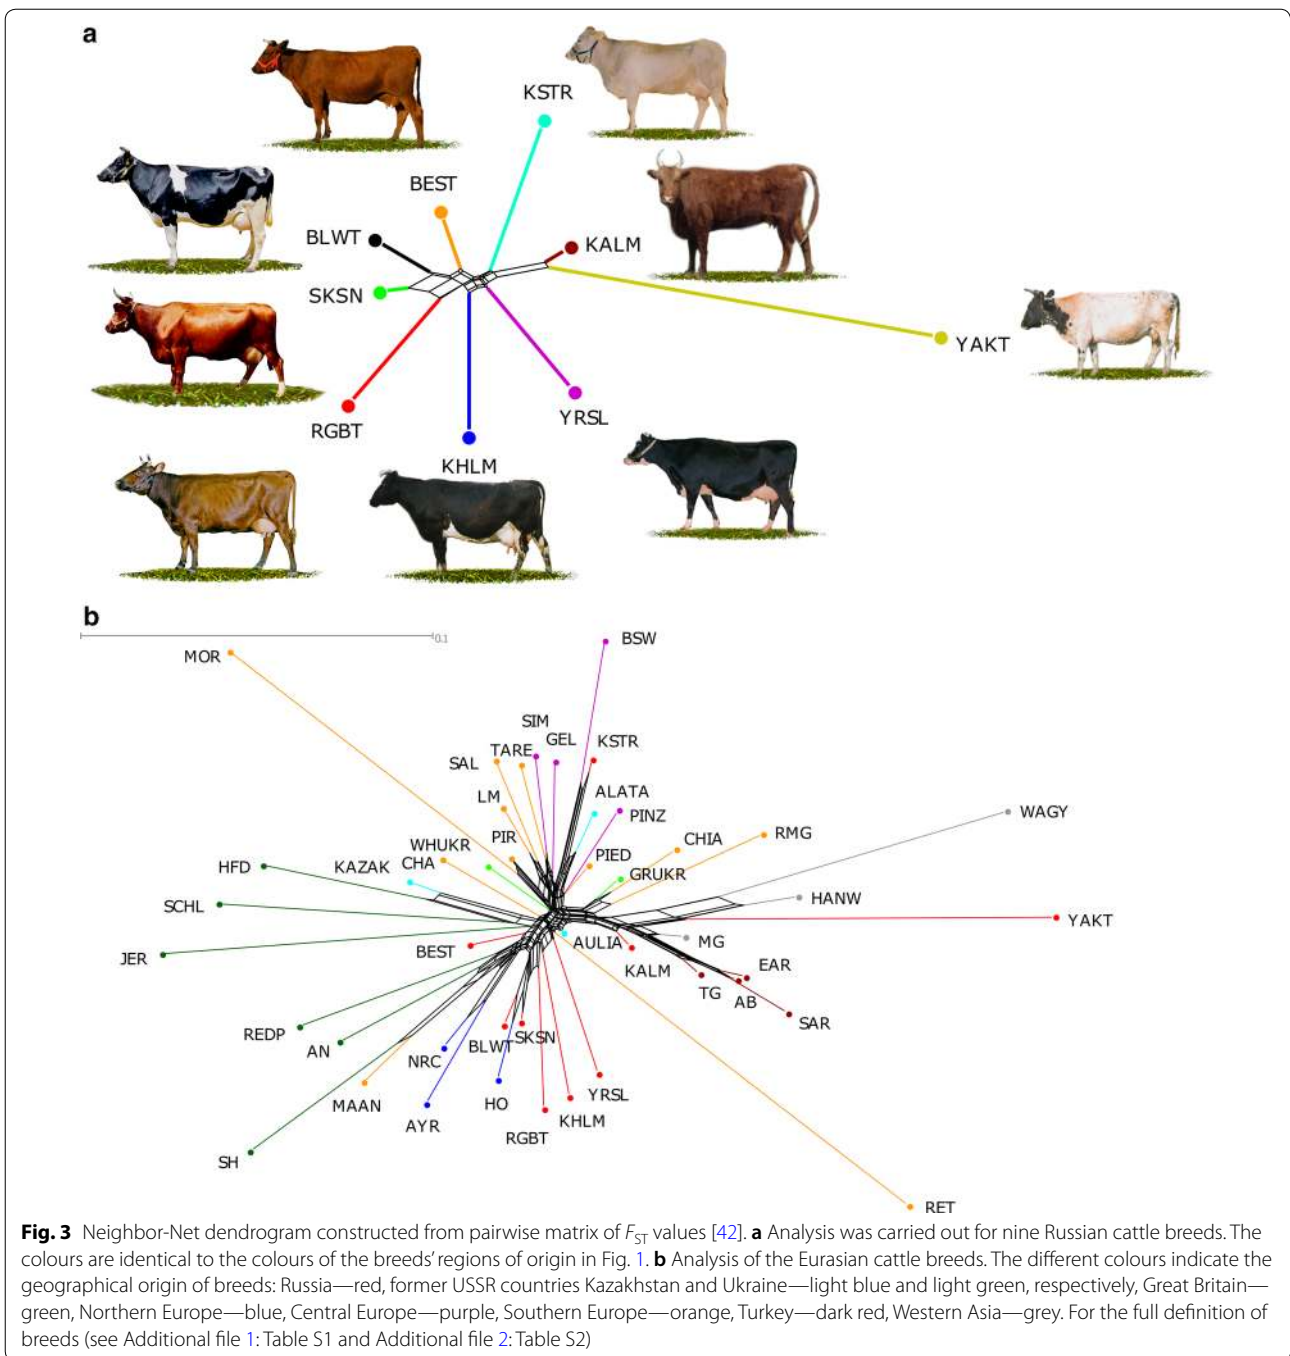 a
KSTR
BEST
BLWT
KALM
SKSN
YAKT
RGBT
YRSL
KHLM
b
0.1
BSW
MOR
SIM
GEL
KSTR
TARE
SAL
ALATA
LM
PINZ
WAGY
PIR
CHIA
RMG
WHUKR
PIED
CHA
KAZAK
HFD
GRUKR
HANW
SCHL
YAKT
AULIA
MG
BEST
JER
KALM
EAR
TG
AB
SAR
REDP
SKSN
BLWT
AN
NRC
YRSL
MAAN
HO
KHLM
AYR
RGBT
SH
RET
Fig. 3 Neighbor-Net dendrogram constructed from pairwise matrix of FST values [42]. a Analysis was carried out for nine Russian cattle breeds. The
colours are identical to the colours of the breeds' regions of origin in Fig. 1. b Analysis of the Eurasian cattle breeds. The different colours indicate the
geographical origin of breeds: Russia—red, former USSR countries Kazakhstan and Ukraine—light blue and light green, respectively, Great Britain—
green, Northern Europe—blue, Central Europe—purple, Southern Europe—orange, Turkey—dark red, Western Asia—grey. For the full definition of
breeds (see Additional file 1: Table S1 and Additional file 2: Table S2)